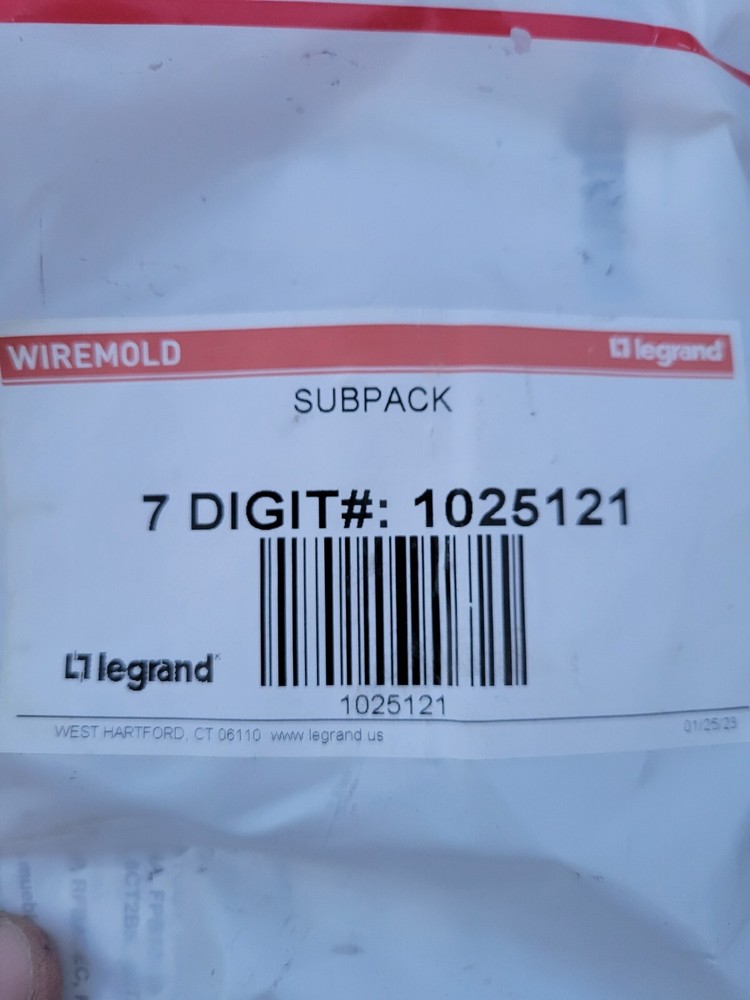 WIREMOLD legrand
SUBPACK
7 DIGIT#: 1025121
legrand
1025121
WEST HARTFORD, CT 06110 www.legrand.us 01/25/23